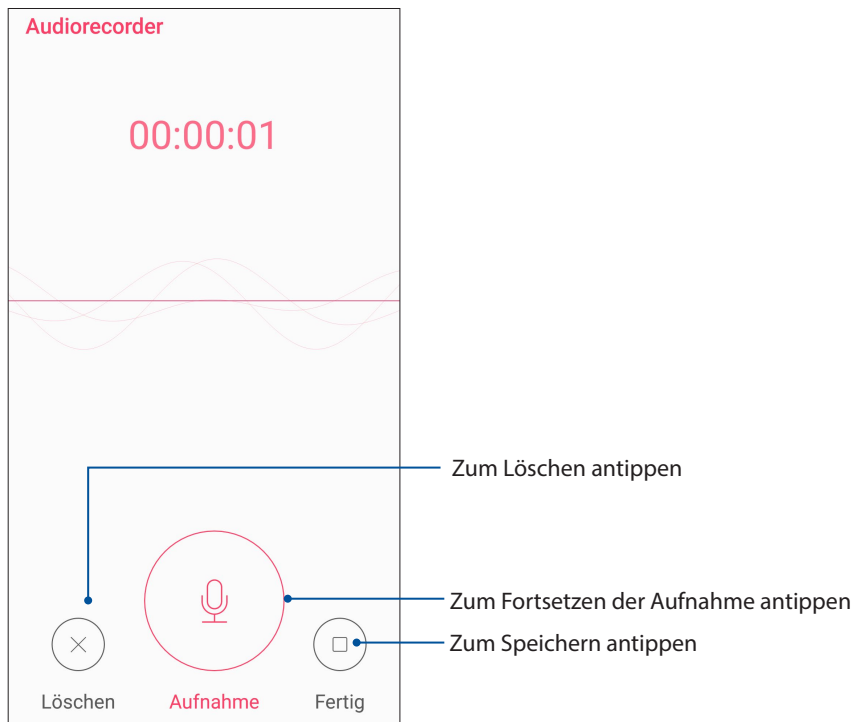 Audiorecorder
00:00:01
Zum Löschen antippen
Zum Fortsetzen der Aufnahme antippen
Zum Speichern antippen
Löschen
Aufnahme
Fertig